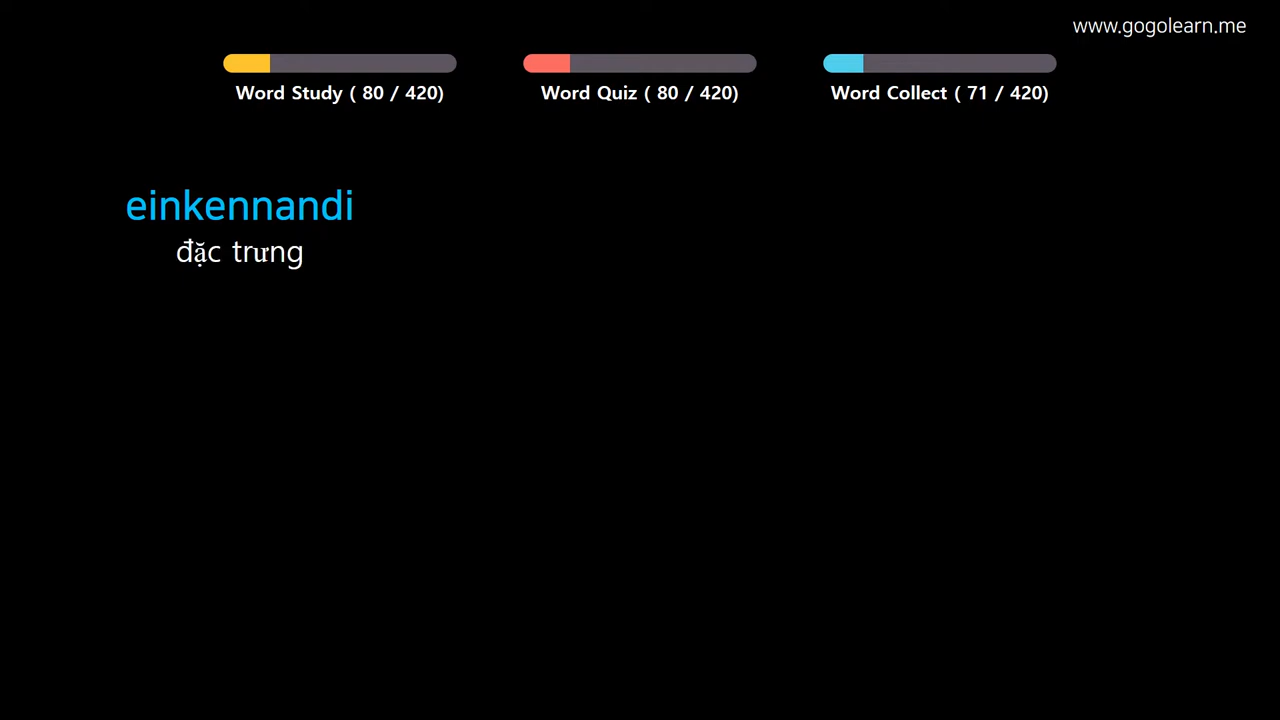 www.gogolearn.me
Word Study ( 80 / 420)
Word Quiz ( 80 / 420)
Word Collect ( 71 / 420)
einkennandi
đặc trưng